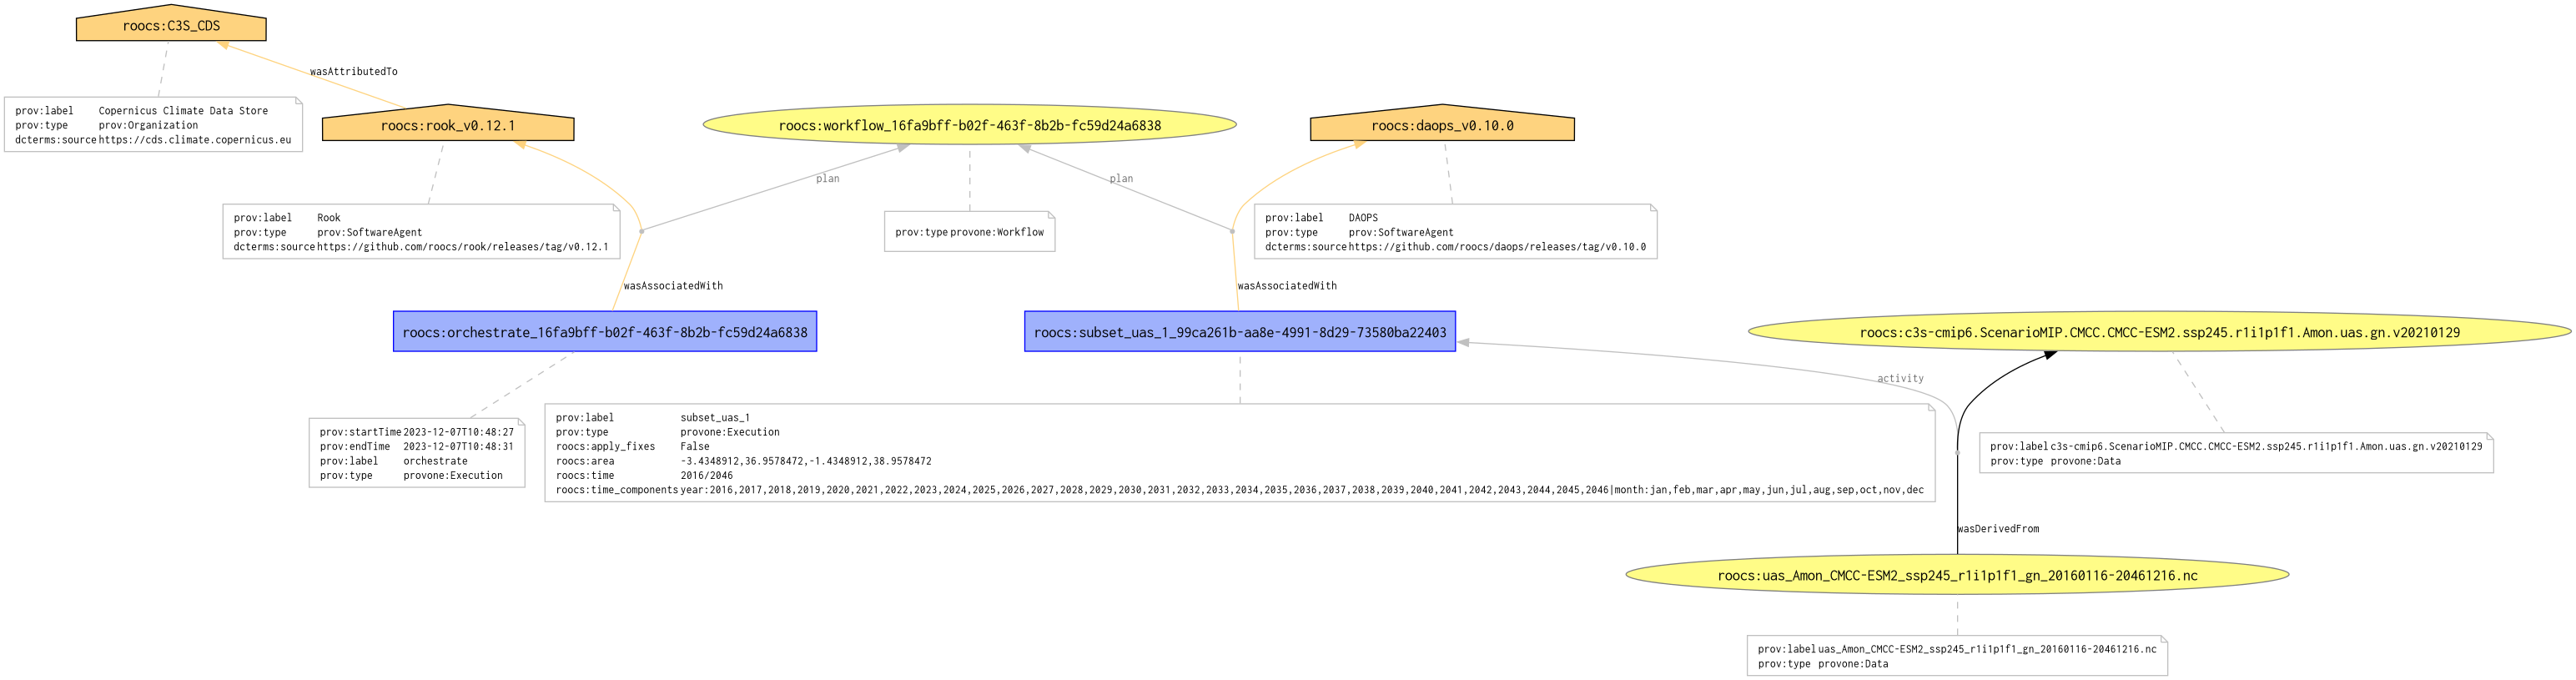 roocs:C3S_CDS
wasAttributedTo
prov:label Copernicus Climate Data Store
prov:type prov:Organization
dcterms:source https://cds.climate.copernicus.eu
roocs:rook_v0.12.1
roocs:workflow_16fa9bff-b02f-463f-8b2b-fc59d24a6838
roocs:daops_v0.10.0
plan
plan
prov:label Rook
prov:type prov:SoftwareAgent
dcterms:source https://github.com/roocs/rook/releases/tag/v0.12.1
prov:type provone:Workflow
prov:label DAOPS
prov:type prov:SoftwareAgent
dcterms:source https://github.com/roocs/daops/releases/tag/v0.10.0
wasAssociatedWith
wasAssociatedWith
roocs:orchestrate_16fa9bff-b02f-463f-8b2b-fc59d24a6838
roocs:subset_uas_1_99ca261b-aa8e-4991-8d29-73580ba22403
roocs:c3s-cmip6.ScenarioMIP.CMCC.CMCC-ESM2.ssp245.r1i1p1f1.Amon.uas.gn.v20210129
activity
prov:startTime 2023-12-07T10:48:27
prov:endTime 2023-12-07T10:48:31
prov:label orchestrate
prov:type provone:Execution
prov:label subset_uas_1
prov:type provone:Execution
roocs:apply_fixes False
roocs:area -3.4348912,36.9578472,-1.4348912,38.9578472
roocs:time 2016/2046
roocs:time_components year:2016,2017,2018,2019,2020,2021,2022,2023,2024,2025,2026,2027,2028,2029,2030,2031,2032,2033,2034,2035,2036,2037,2038,2039,2040,2041,2042,2043,2044,2045,2046|month:jan,feb,mar,apr,may,jun,jul,aug,sep,oct,nov,dec
prov:label c3s-cmip6.ScenarioMIP.CMCC.CMCC-ESM2.ssp245.r1i1p1f1.Amon.uas.gn.v20210129
prov:type provone:Data
wasDerivedFrom
roocs:uas_Amon_CMCC-ESM2_ssp245_r1i1p1f1_gn_20160116-20461216.nc
prov:label uas_Amon_CMCC-ESM2_ssp245_r1i1p1f1_gn_20160116-20461216.nc
prov:type provone:Data